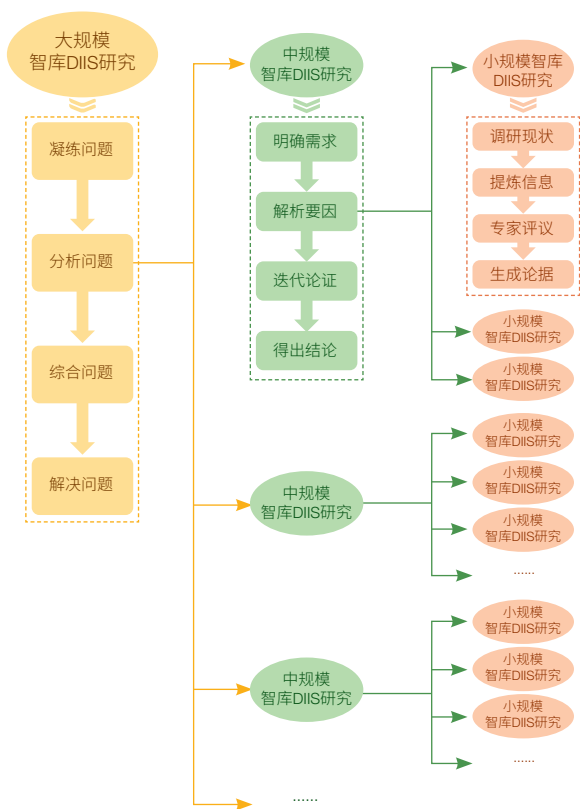 大规模
智库DIIS研究
凝练问题
分析问题
综合问题
解决问题
中规模
智库DIIS研究
明确需求
解析要因
迭代论证
得出结论
小规模智库
DIIS研究
调研现状
提炼信息
专家评议
生成论据
小规模
智库DIIS研究
小规模
智库DIIS研究
中规模
智库DIIS研究
小规模
智库DIIS研究
小规模
智库DIIS研究
小规模
智库DIIS研究
......
中规模
智库DIIS研究
小规模
智库DIIS研究
小规模
智库DIIS研究
小规模
智库DIIS研究
......
......